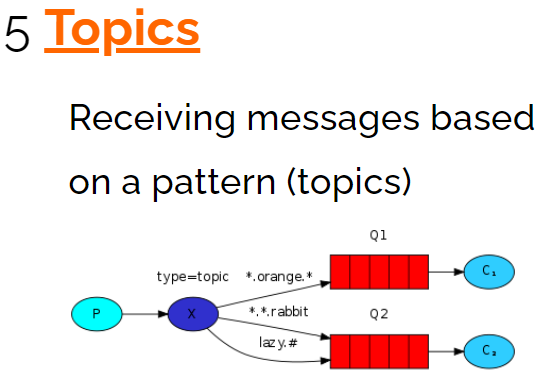 5 Topics
Receiving messages based
on a pattern (topics)
Q1
type=topic *.orange.* C₁
P X *.*.rabbit Q2
lazy.# C₂